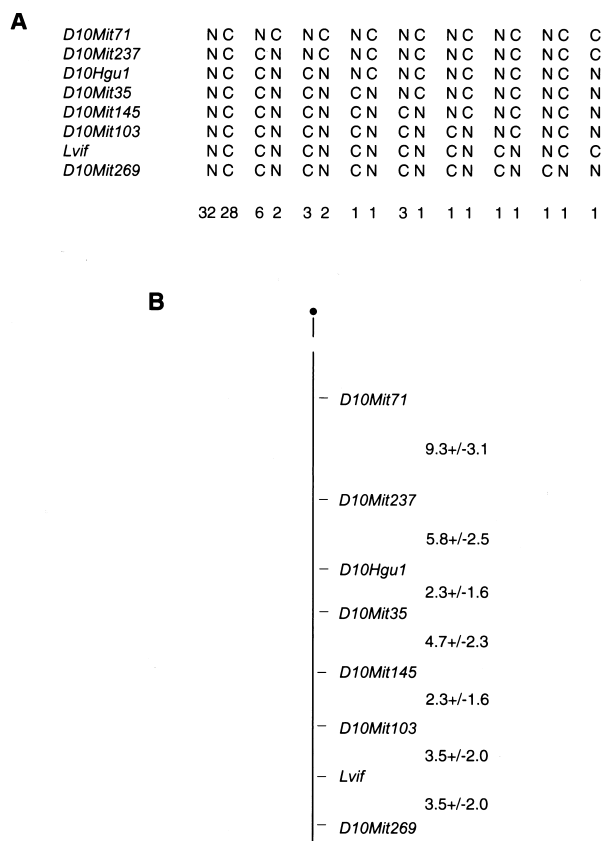 A
D10Mit71 N C N C N C N C N C N C N C N C C
D10Mit237 N C C N N C N C N C N C N C N C C
D10Hgu1 N C C N C N N C N C N C N C N C N
D10Mit35 N C C N C N C N N C N C N C N C N
D10Mit145 N C C N C N C N C N N C N C N C N
D10Mit103 N C C N C N C N C N C N N C N C N
Lvif N C C N C N C N C N C N C N N C C
D10Mit269 N C C N C N C N C N C N C N C N N
32 28 6 2 3 2 1 1 3 1 1 1 1 1 1 1 1
B
D10Mit71
9.3+/-3.1
D10Mit237
5.8+/-2.5
D10Hgu1
2.3+/-1.6
D10Mit35
4.7+/-2.3
D10Mit145
2.3+/-1.6
D10Mit103
3.5+/-2.0
Lvif
3.5+/-2.0
D10Mit269